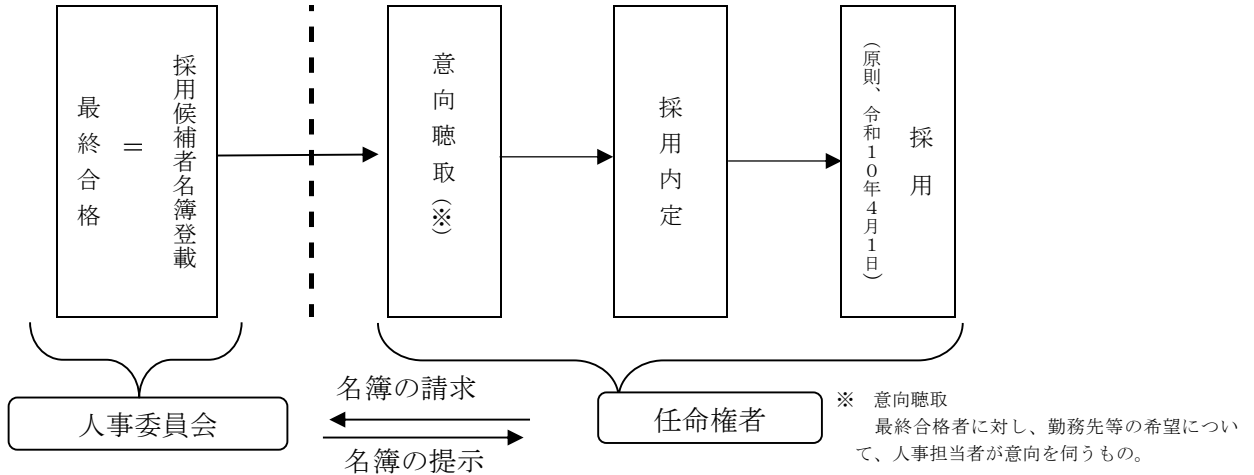 最終合格
＝
採用候補者名簿登載
意向聴取(※)
採用内定
採用
(原則、令和１０年４月１日)
人事委員会
名簿の請求
名簿の提示
任命権者
※　意向聴取
最終合格者に対し、勤務先等の希望につい
て、人事担当者が意向を伺うもの。